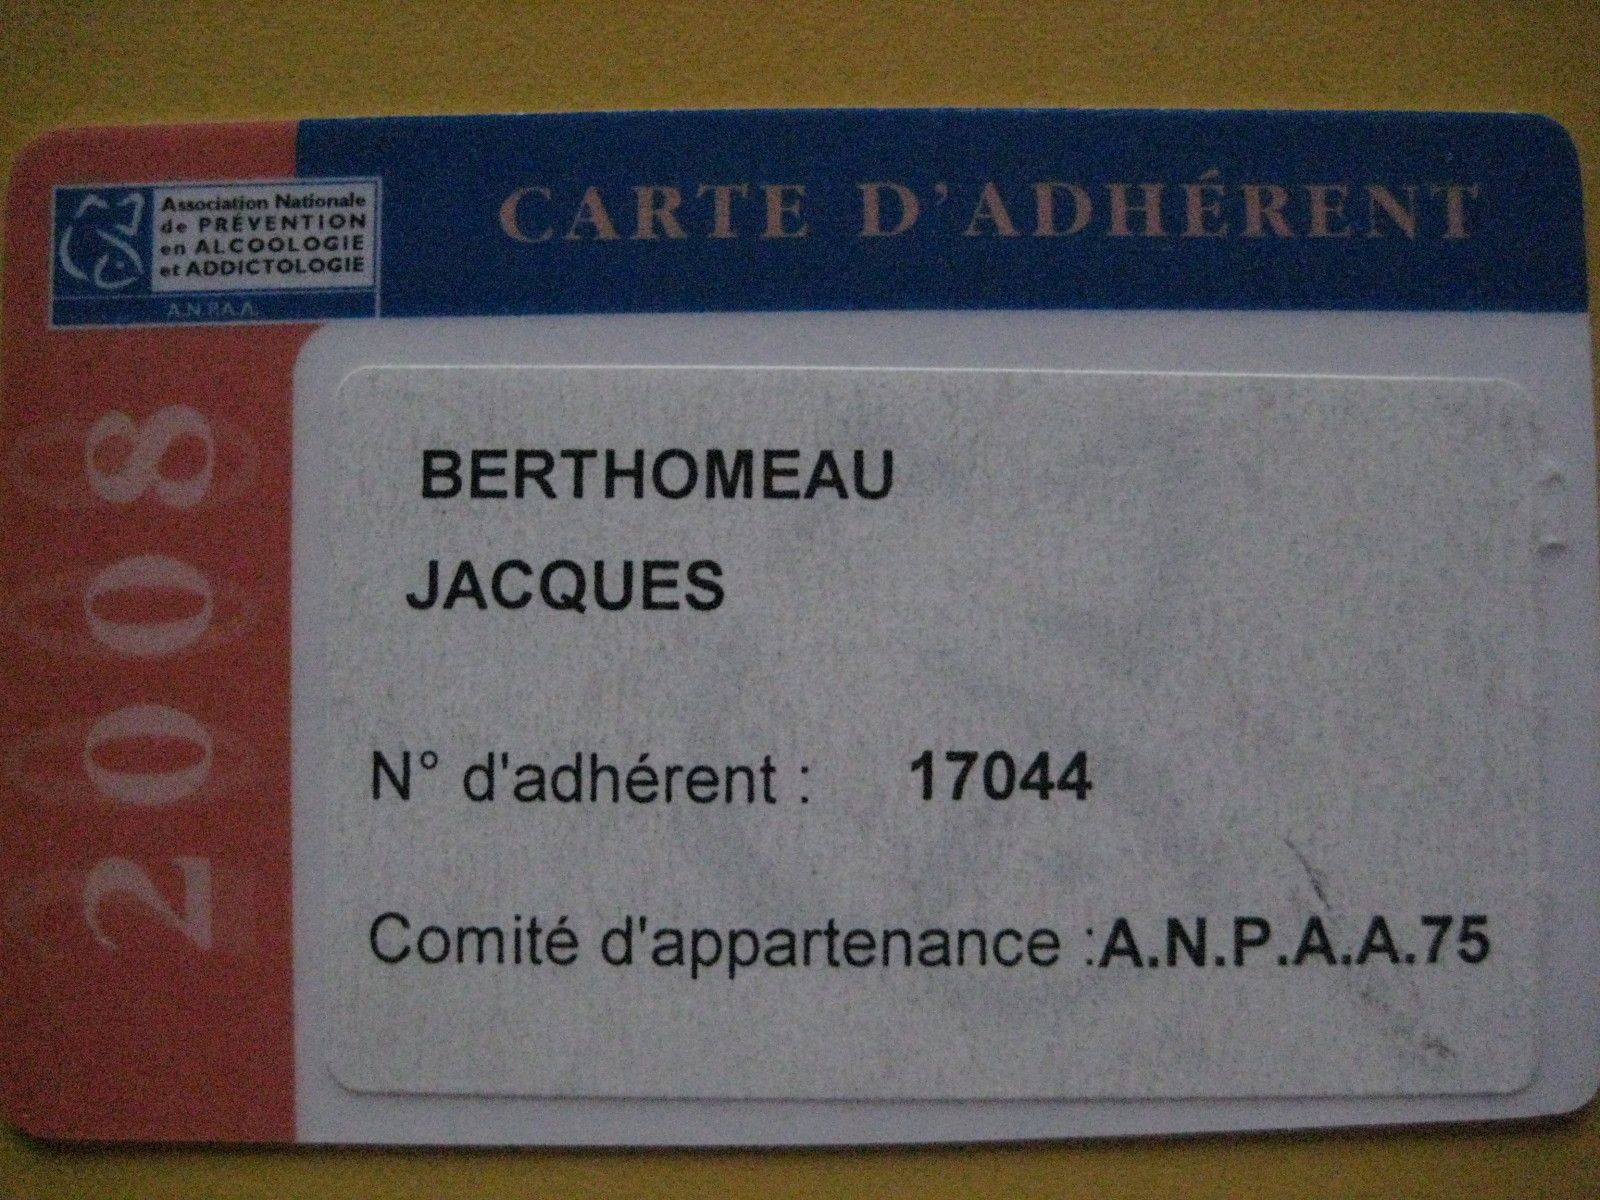 Association Nationale
de PRÉVENTION
en ALCOOLOGIE
et ADDICTOLOGIE
A.N.P.A.A.
CARTE D'ADHÉRENT
2008
BERTHOMEAU
JACQUES
N° d'adhérent : 17044
Comité d'appartenance :A.N.P.A.A.75